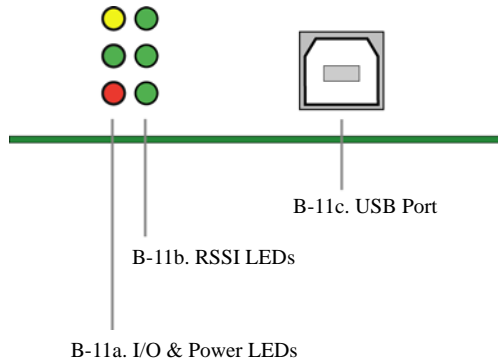 B-11c. USB Port
B-11b. RSSI LEDs
B-11a. I/O & Power LEDs